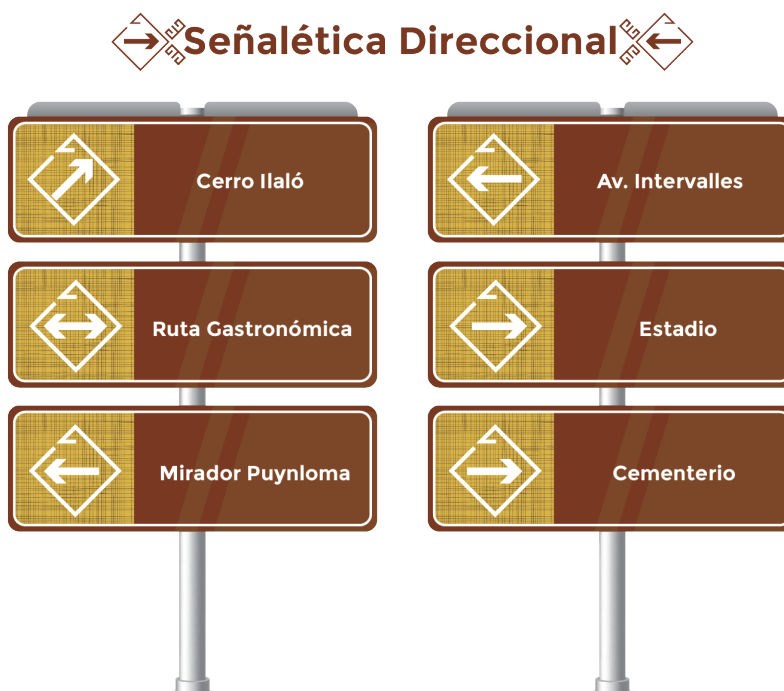 Señalética Direccional
Cerro Ilaló
Ruta Gastronómica
Mirador Puynloma
Av. Intervalles
Estadio
Cementerio